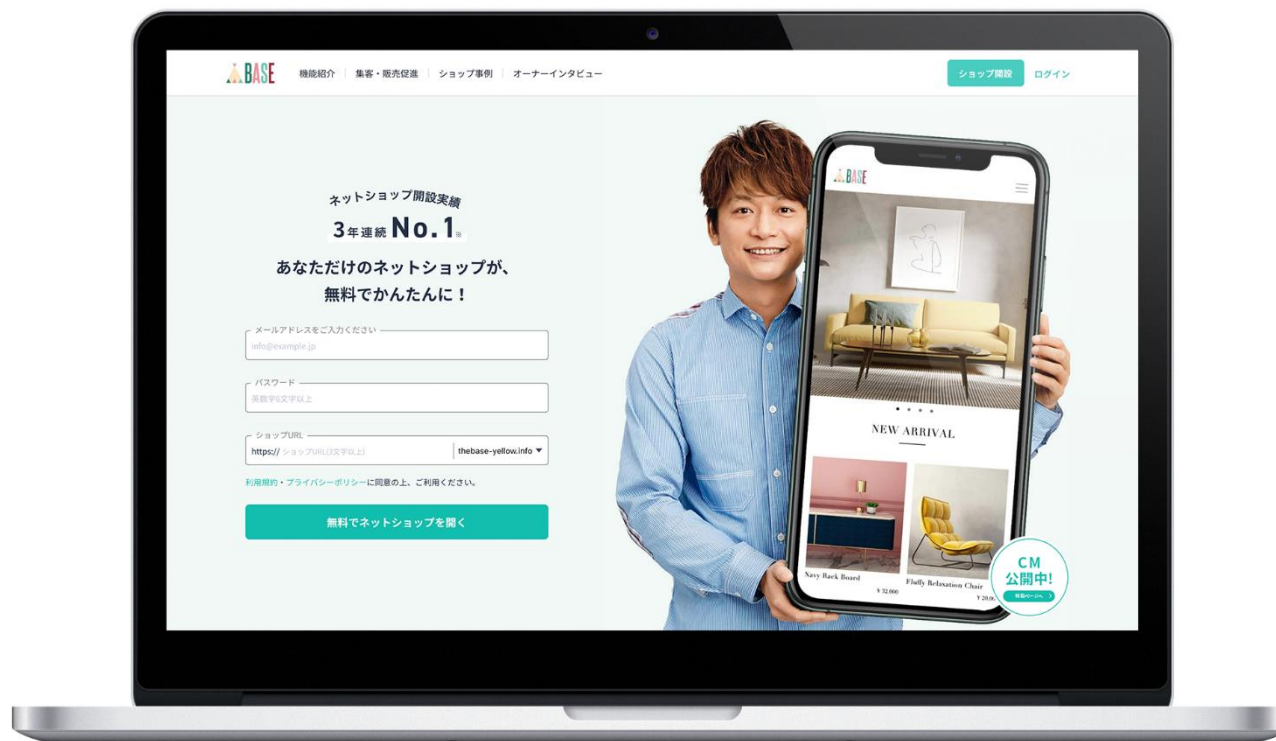 BASE
機能紹介
集客・販売促進
ショップ事例
オーナーインタビュー
ショップ開設
ログイン
ネットショップ開設実績
3年連続 No.1※
あなただけのネットショップが、
無料でかんたんに！
メールアドレスをご入力ください
info@example.jp
パスワード
英数字6文字以上
ショップURL
https:// ショップURL(3文字以上) thebase-yellow.info
利用規約・プライバシーポリシーに同意の上、ご利用ください。
無料でネットショップを開く
BASE
NEW ARRIVAL
Navy Back Board
¥ 32,000
Fluffy Relaxation Chair
CM
公開中!
特設ページへ